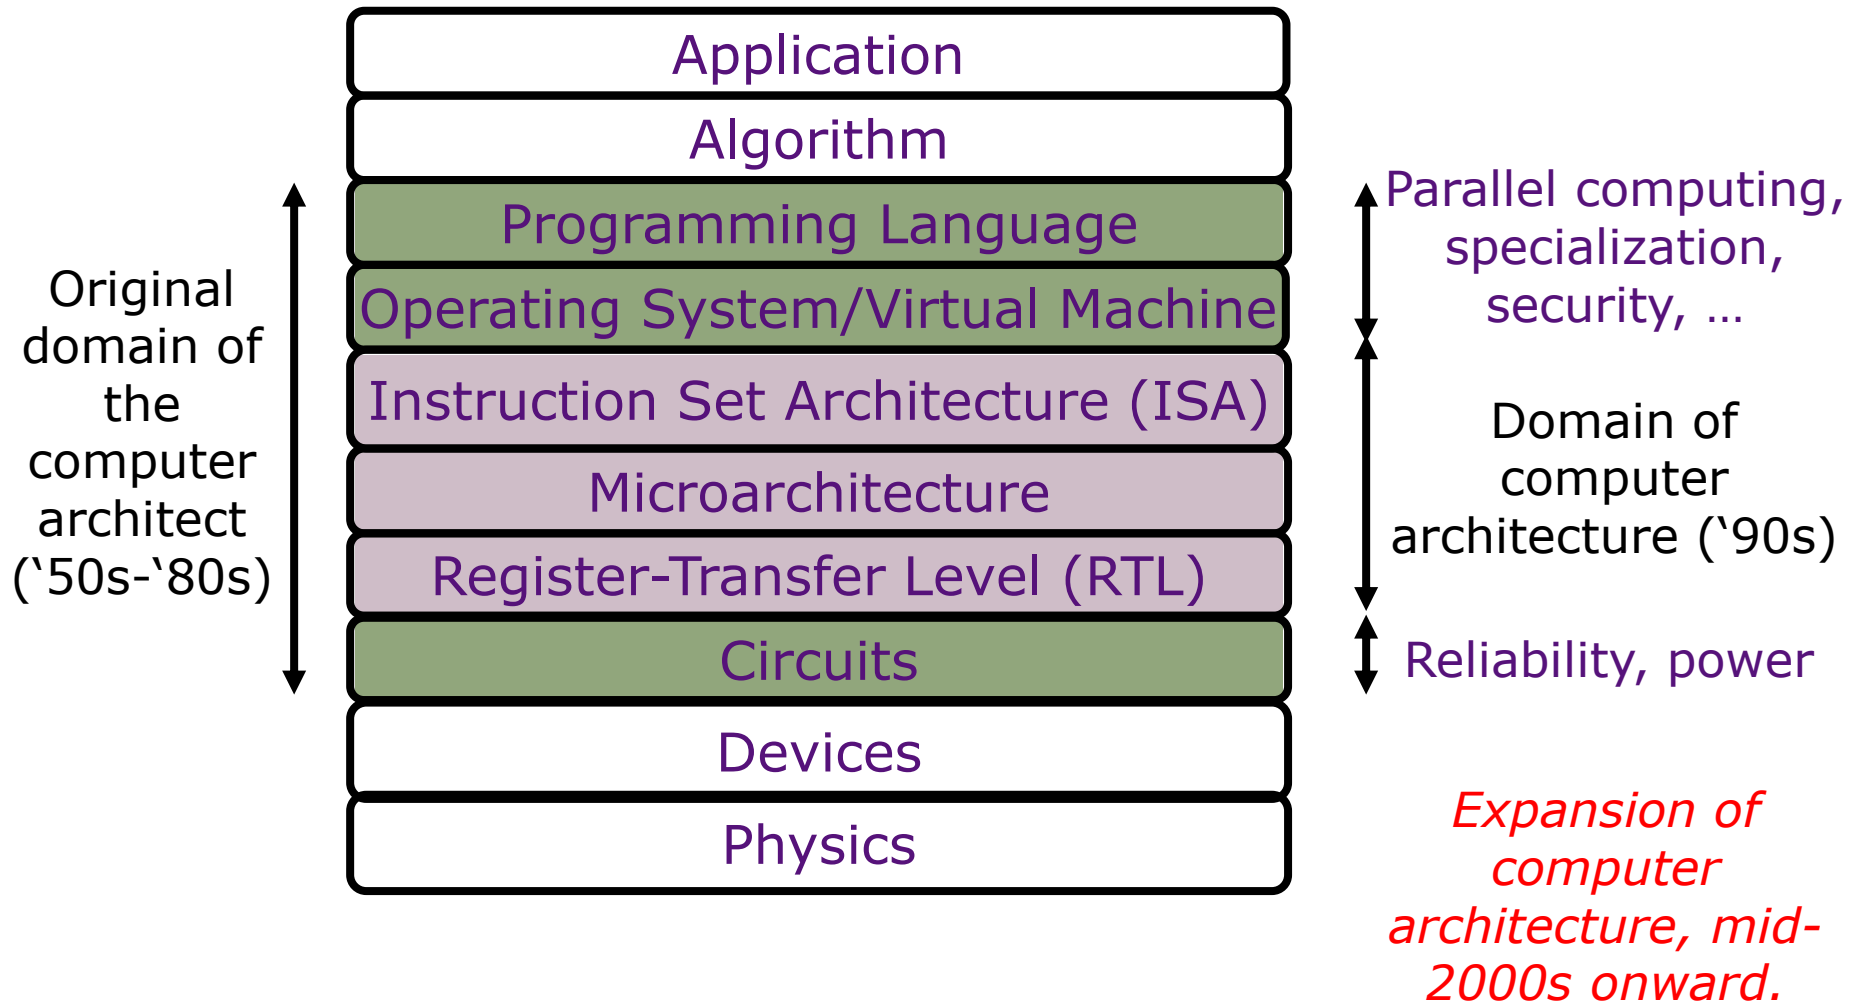 Application
Algorithm
Programming Language
Operating System/Virtual Machine
Instruction Set Architecture (ISA)
Microarchitecture
Register-Transfer Level (RTL)
Circuits
Devices
Physics
Original
domain of
the
computer
architect
(‘50s-‘80s)
Parallel computing,
specialization,
security, …
Domain of
computer
architecture (‘90s)
Reliability, power
Expansion of
computer
architecture, mid-
2000s onward.